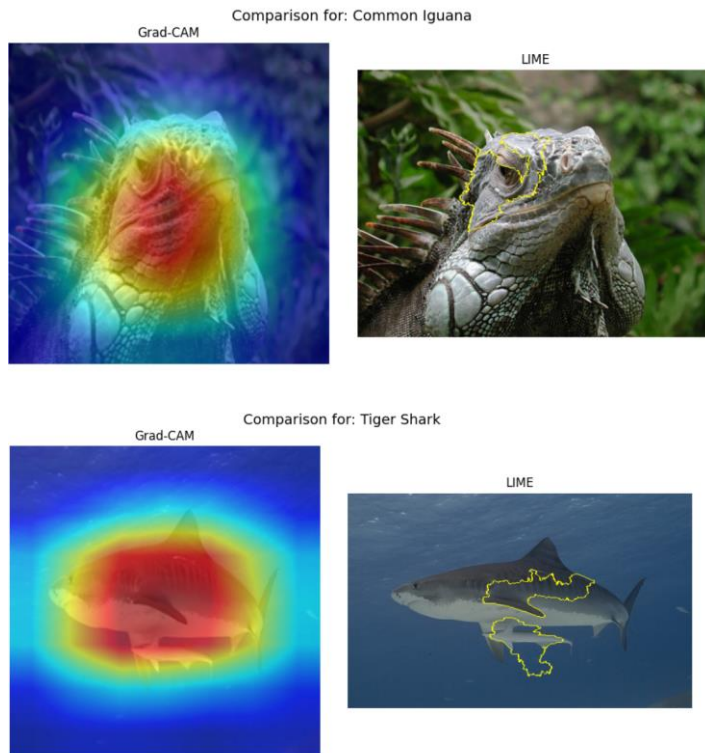 Comparison for: Common Iguana
Grad-CAM
LIME
Comparison for: Tiger Shark
Grad-CAM
LIME